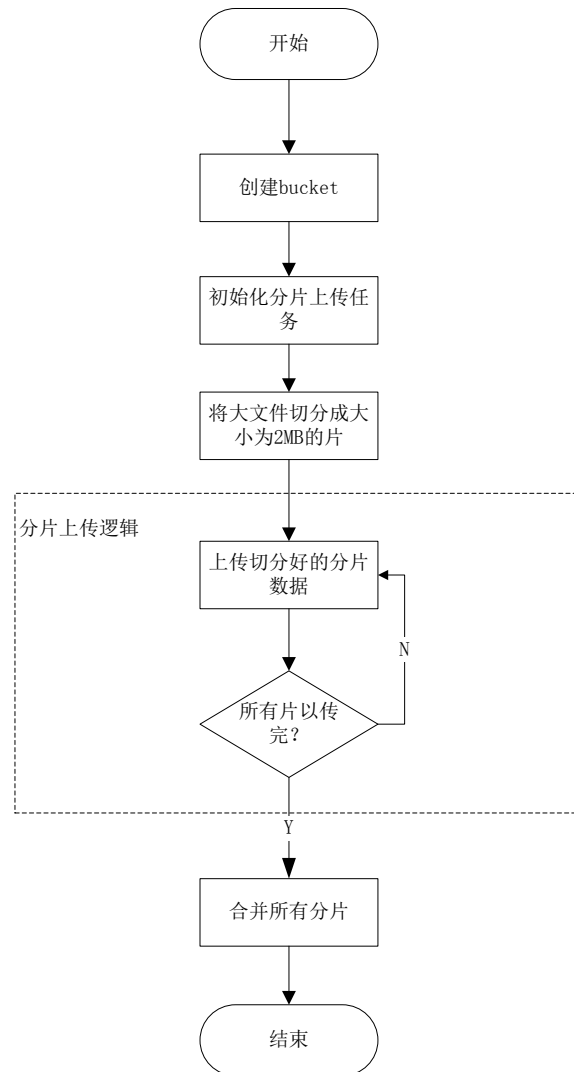 开始
创建bucket
初始化分片上传任
务
将大文件切分成大
小为2MB的片
分片上传逻辑
上传切分好的分片
数据
N
所有片以传
完？
Y
合并所有分片
结束